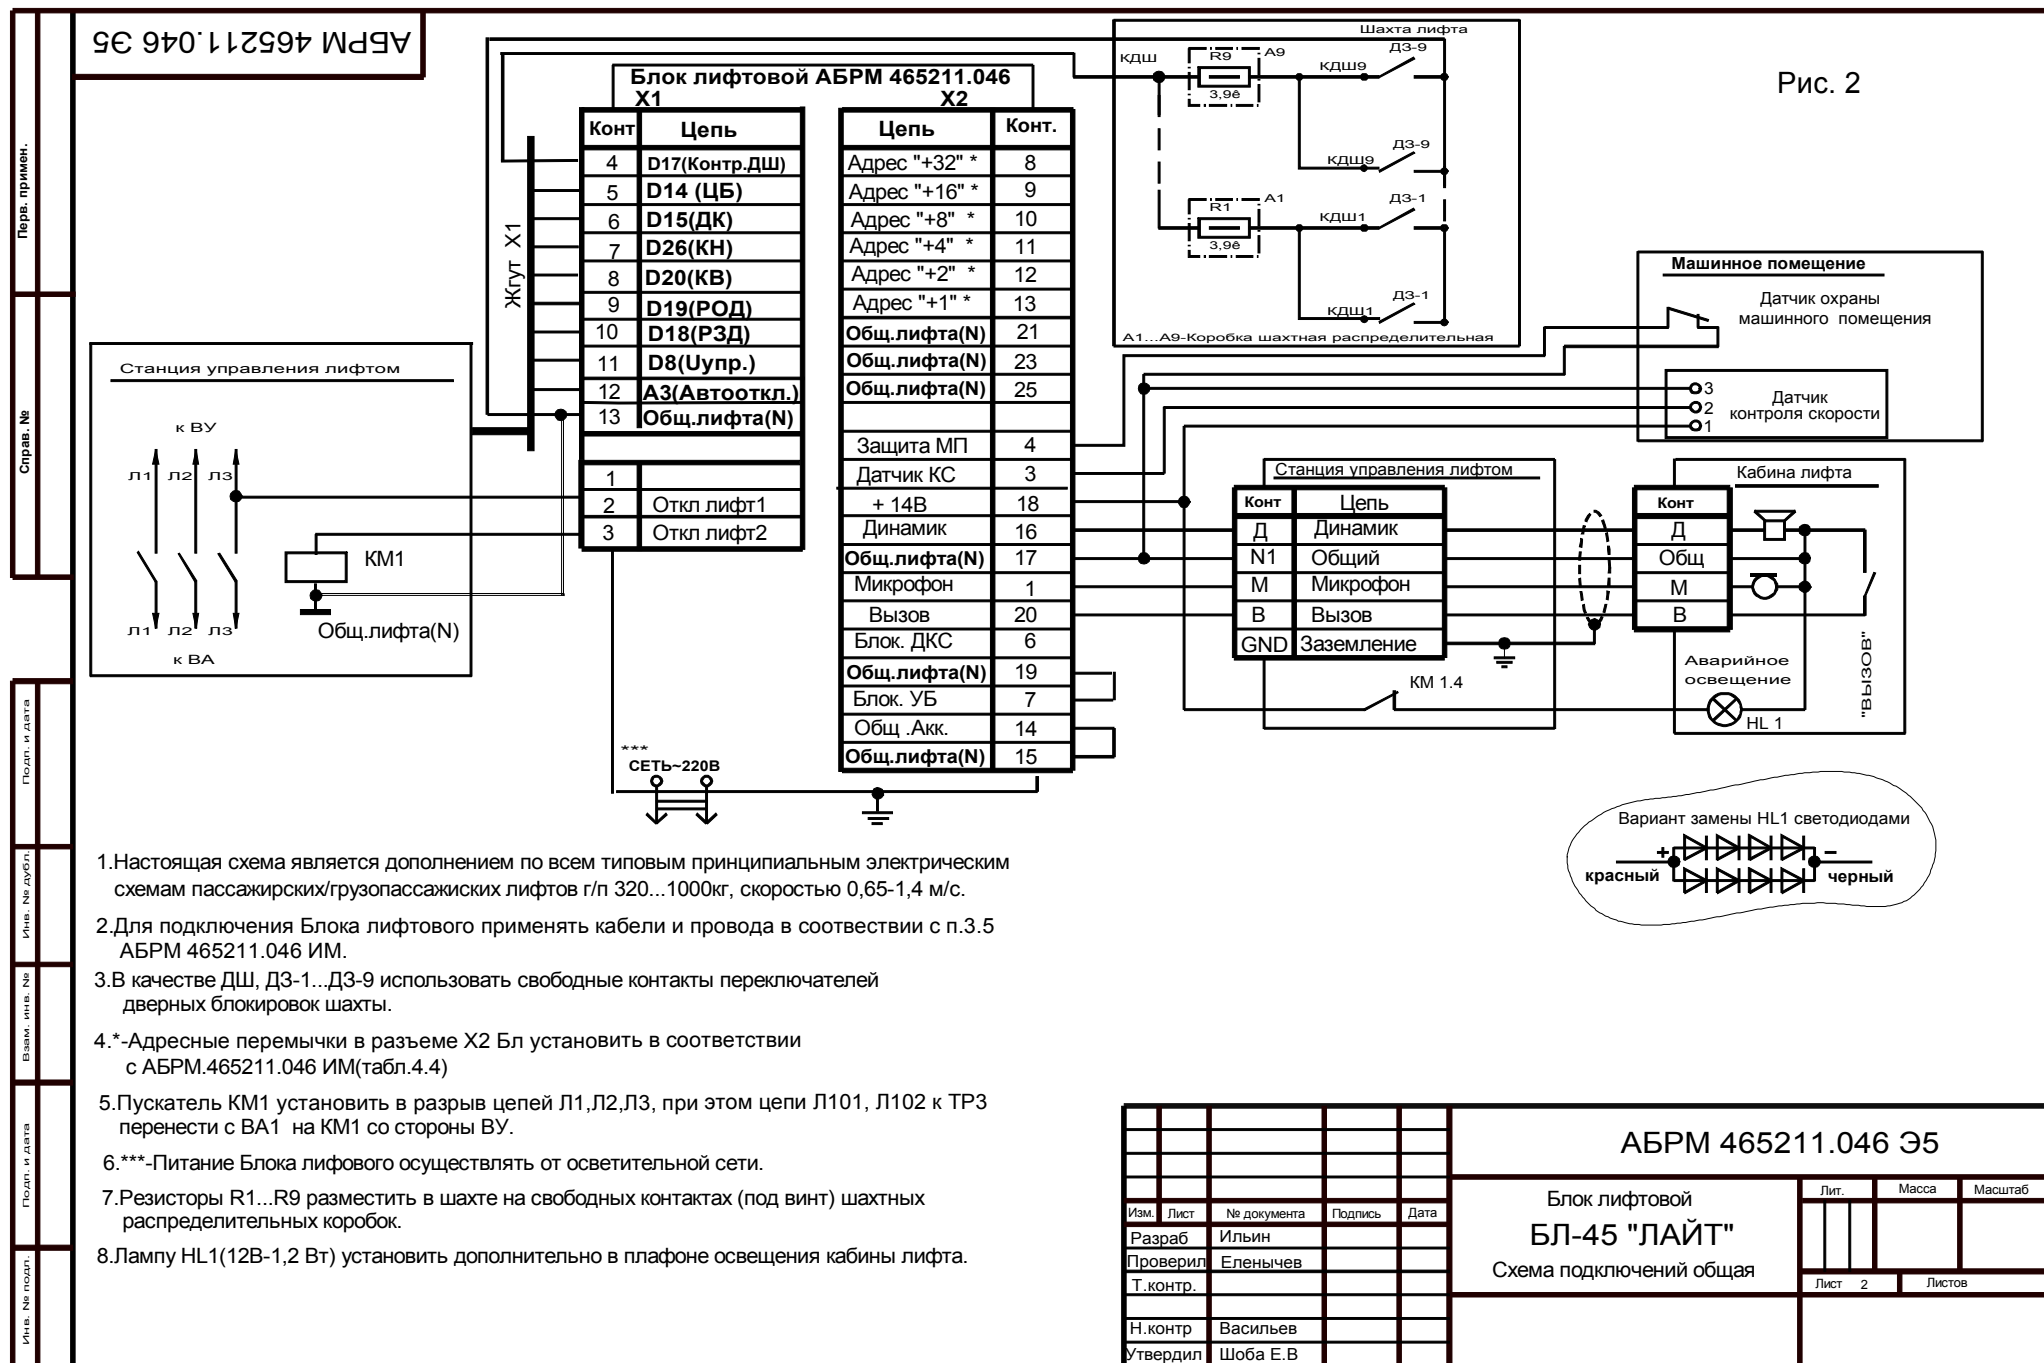 АБРМ 465211.046 Э5
Рис. 2
Перв. примен.
Справ. №
Подп. и дата
Инв. № дубл.
Взам. инв. №
Подп. и дата
Инв. № подл.
Блок лифтовой АБРМ 465211.046
X1
X2
Конт Цепь
4 D17(Контр.ДШ)
5 D14 (ЦБ)
6 D15(ДК)
7 D26(КН)
8 D20(КВ)
9 D19(РОД)
10 D18(РЗД)
11 D8(Uупр.)
12 А3(Автооткл.)
13 Общ.лифта(N)
1
2 Откл лифт1
3 Откл лифт2
Жгут X1
Цепь Конт.
Адрес "+32" * 8
Адрес "+16" * 9
Адрес "+8" * 10
Адрес "+4" * 11
Адрес "+2" * 12
Адрес "+1" * 13
Общ.лифта(N) 21
Общ.лифта(N) 23
Общ.лифта(N) 25
Защита МП 4
Датчик КС 3
+ 14В 18
Динамик 16
Общ.лифта(N) 17
Микрофон 1
Вызов 20
Блок. ДКС 6
Общ.лифта(N) 19
Блок. УБ 7
Общ .Акк. 14
Общ.лифта(N) 15
***
СЕТЬ~220В
Станция управления лифтом
к ВУ
Л1 Л2 Л3
КМ1
Общ.лифта(N)
Л1 Л2 Л3
к ВА
Шахта лифта
КДШ
R9
А9
3,9ê
КДШ9
ДЗ-9
КДШ9
ДЗ-9
R1
А1
3,9ê
КДШ1
ДЗ-1
КДШ1
ДЗ-1
А1...А9-Коробка шахтная распределительная
Машинное помещение
Датчик охраны
машинного помещения
3
2
1
Датчик
контроля скорости
Станция управления лифтом
Конт Цепь
Д Динамик
N1 Общий
М Микрофон
В Вызов
GND Заземление
КМ 1.4
Кабина лифта
Конт
Д
Общ
М
В
Аварийное
освещение
HL 1
"ВЫЗОВ"
Вариант замены HL1 светодиодами
+ –
красный
черный
1.Настоящая схема является дополнением по всем типовым принципиальным электрическим
схемам пассажирских/грузопассажиских лифтов г/п 320...1000кг, скоростью 0,65-1,4 м/с.
2.Для подключения Блока лифтового применять кабели и провода в соотвествии с п.3.5
АБРМ 465211.046 ИМ.
3.В качестве ДШ, ДЗ-1...ДЗ-9 использовать свободные контакты переключателей
дверных блокировок шахты.
4.*-Адресные перемычки в разъеме Х2 Бл установить в соответствии
с АБРМ.465211.046 ИМ(табл.4.4)
5.Пускатель КМ1 установить в разрыв цепей Л1,Л2,Л3, при этом цепи Л101, Л102 к ТР3
перенести с ВА1 на КМ1 со стороны ВУ.
6.***-Питание Блока лифового осуществлять от осветительной сети.
7.Резисторы R1...R9 разместить в шахте на свободных контактах (под винт) шахтных
распределительных коробок.
8.Лампу HL1(12В-1,2 Вт) установить дополнительно в плафоне освещения кабины лифта.
АБРМ 465211.046 Э5
Изм. Лист № документа Подпись Дата
Разраб Ильин
Проверил Еленычев
Т.контр.
Н.контр Васильев
Утвердил Шоба Е.В
Блок лифтовой
БЛ-45 "ЛАЙТ"
Схема подключений общая
Лит. Масса Масштаб
Лист 2 Листов